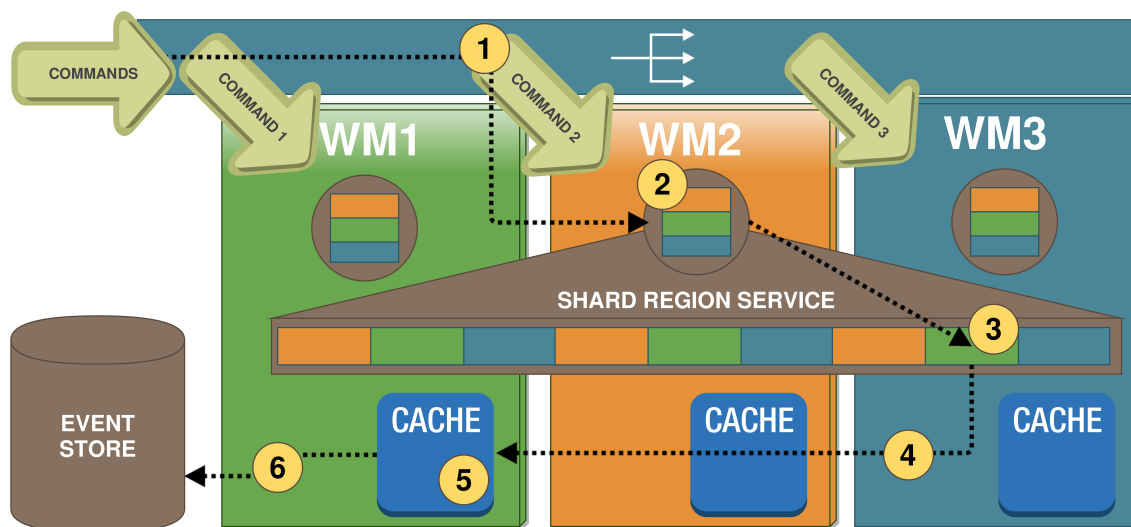 COMMANDS
1
COMMAND 1
COMMAND 2
COMMAND 3
WM1
WM2
WM3
2
SHARD REGION SERVICE
3
EVENT
STORE
CACHE
CACHE
CACHE
4
5
6